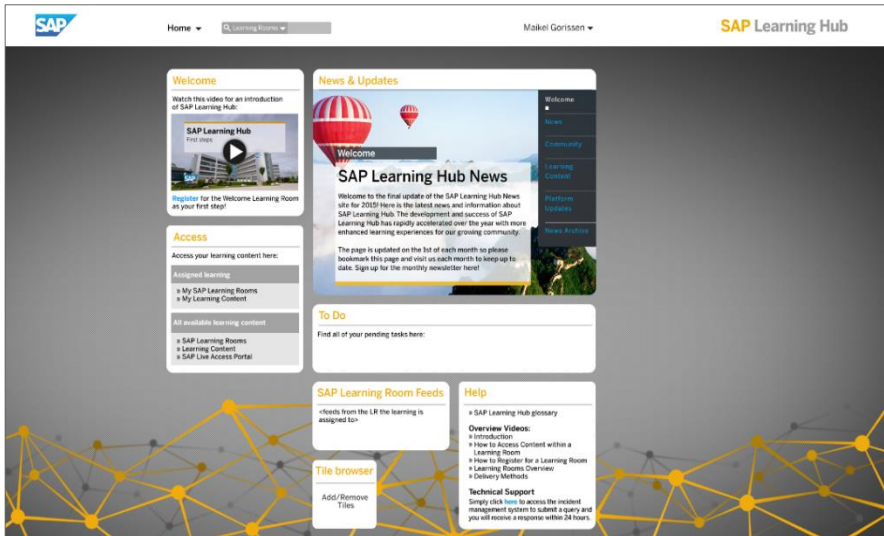 SAP
Home
Learning Rooms
Maikel Gorissen
SAP Learning Hub
Welcome
Watch this video for an introduction
of SAP Learning Hub:
SAP Learning Hub
First steps
SAP
Register for the Welcome Learning Room
as your first step!
Access
Access your learning content here:
Assigned learning
» My SAP Learning Rooms
» My Learning Content
All available learning content
» SAP Learning Rooms
» Learning Content
» SAP Live Access Portal
News & Updates
Welcome
SAP Learning Hub News
Welcome to the final update of the SAP Learning Hub News
site for 2015! Here is the latest news and information about
SAP Learning Hub. The development and success of SAP
Learning Hub has rapidly accelerated over the year with more
enhanced learning experiences for our growing community.
The page is updated on the 1st of each month so please
bookmark this page and visit us each month to keep up to
date. Sign up for the monthly newsletter here!
Welcome
News
Community
Learning
Content
Platform
Updates
News Archive
To Do
Find all of your pending tasks here:
SAP Learning Room Feeds
<feeds from the LR the learning is
assigned to>
Tile browser
Add/Remove
Tiles
Help
» SAP Learning Hub glossary
Overview Videos:
» Introduction
» How to Access Content within a
Learning Room
» How to Register for a Learning Room
» Learning Rooms Overview
» Delivery Methods
Technical Support
Simply click here to access the incident
management system to submit a query and
you will receive a response within 24 hours.